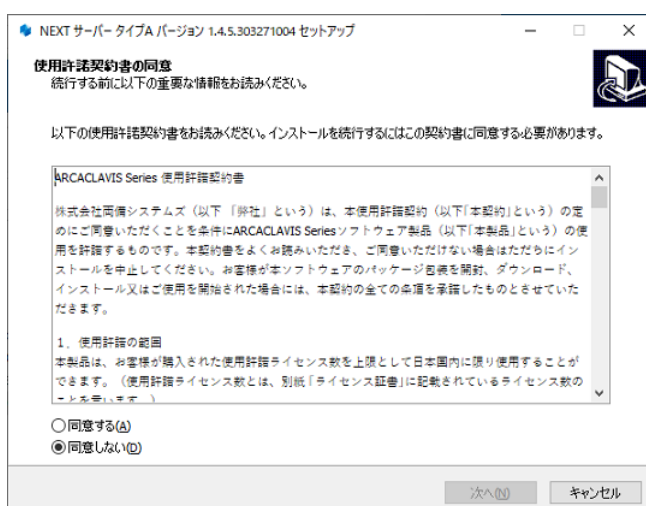 NEXT サーバー タイプA バージョン 1.4.5.303271004 セットアップ
使用許諾契約書の同意
続行する前に以下の重要な情報をお読みください。
以下の使用許諾契約書をお読みください。インストールを続行するにはこの契約書に同意する必要があります。
ARCACLAVIS Series 使用許諾契約書
株式会社両備システムズ（以下 「弊社」という）は、本使用許諾契約（以下「本契約」という）の定
めにご同意いただくことを条件にARCACLAVIS Seriesソフトウェア製品（以下「本製品」という）の使
用を許諾するものです。本契約書をよくお読みいただき、ご同意いただけない場合はただちにイン
ストールを中止してください。お客様が本ソフトウェアのパッケージ包装を開封、ダウンロード、
インストール又はご使用を開始された場合には、本契約の全ての条項を承諾したものとさせていた
だきます。
1．使用許諾の範囲
本製品は、お客様が購入された使用許諾ライセンス数を上限として日本国内に限り使用することが
できます。（使用許諾ライセンス数とは、別紙「ライセンス証書」に記載されているライセンス数の
ことを言います。）
同意する(A)
同意しない(D)
次へ(N)
キャンセル